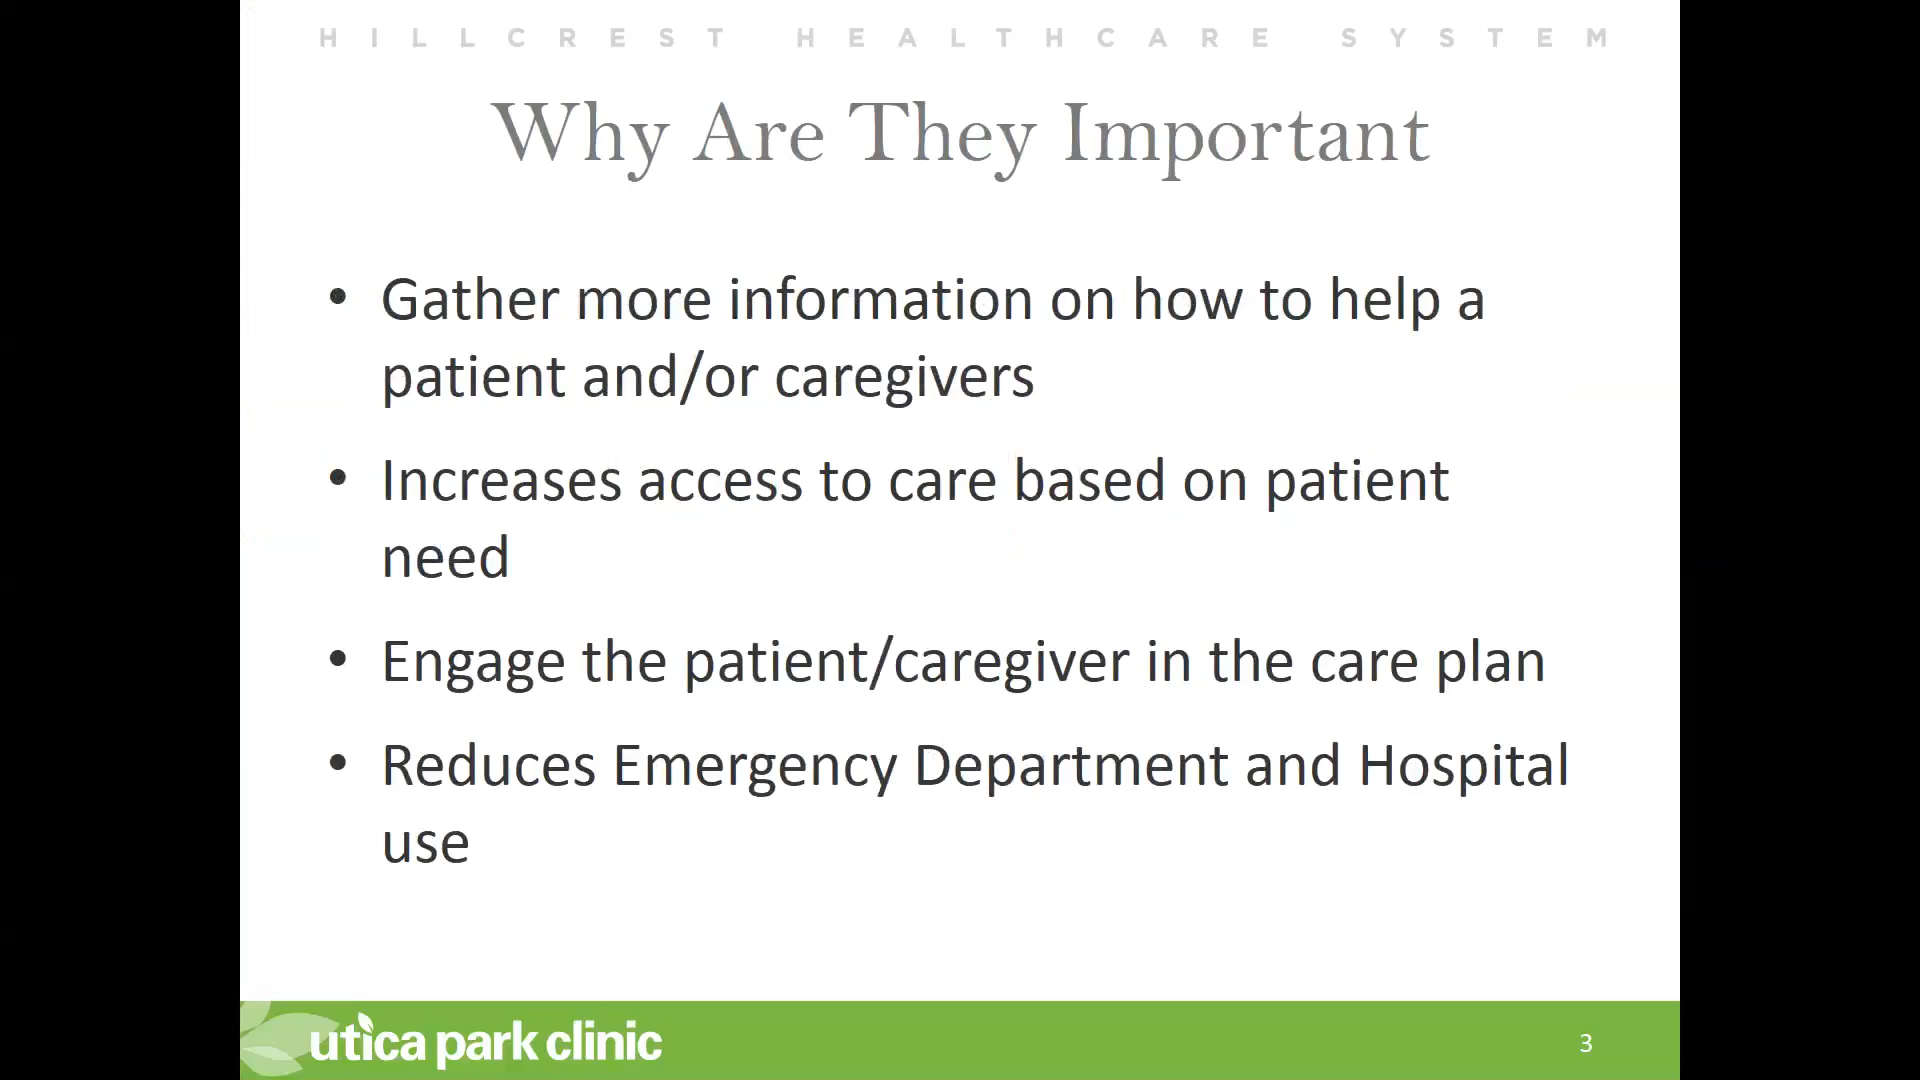 HILLCREST HEALTHCARE SYSTEM
Why Are They Important
• Gather more information on how to help a
patient and/or caregivers
• Increases access to care based on patient
need
• Engage the patient/caregiver in the care plan
• Reduces Emergency Department and Hospital
use
utica park clinic
3